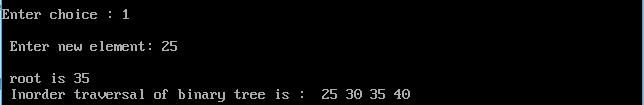 Enter choice : 1
Enter new element: 25
root is 35
Inorder traversal of binary tree is :  25 30 35 40